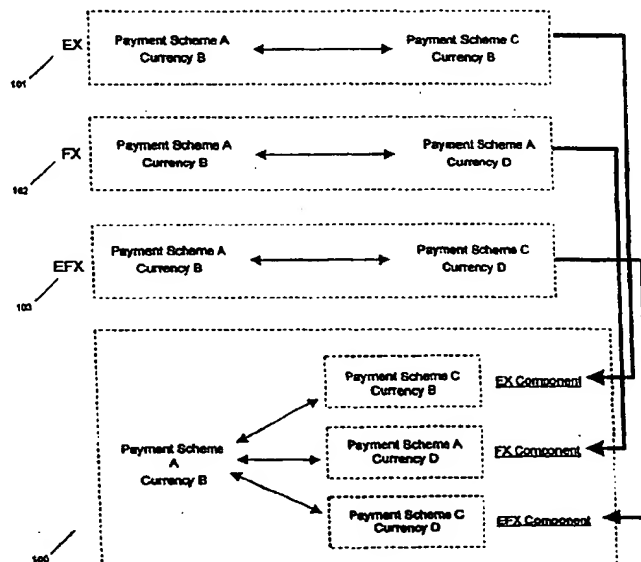 EX
Payment Scheme A
Currency B
Payment Scheme C
Currency B
101
FX
Payment Scheme A
Currency B
Payment Scheme A
Currency D
102
EFX
Payment Scheme A
Currency B
Payment Scheme C
Currency D
103
Payment Scheme C
Currency B
EX Component
Payment Scheme
A
Currency B
Payment Scheme A
Currency D
FX Component
Payment Scheme C
Currency D
EFX Component
100